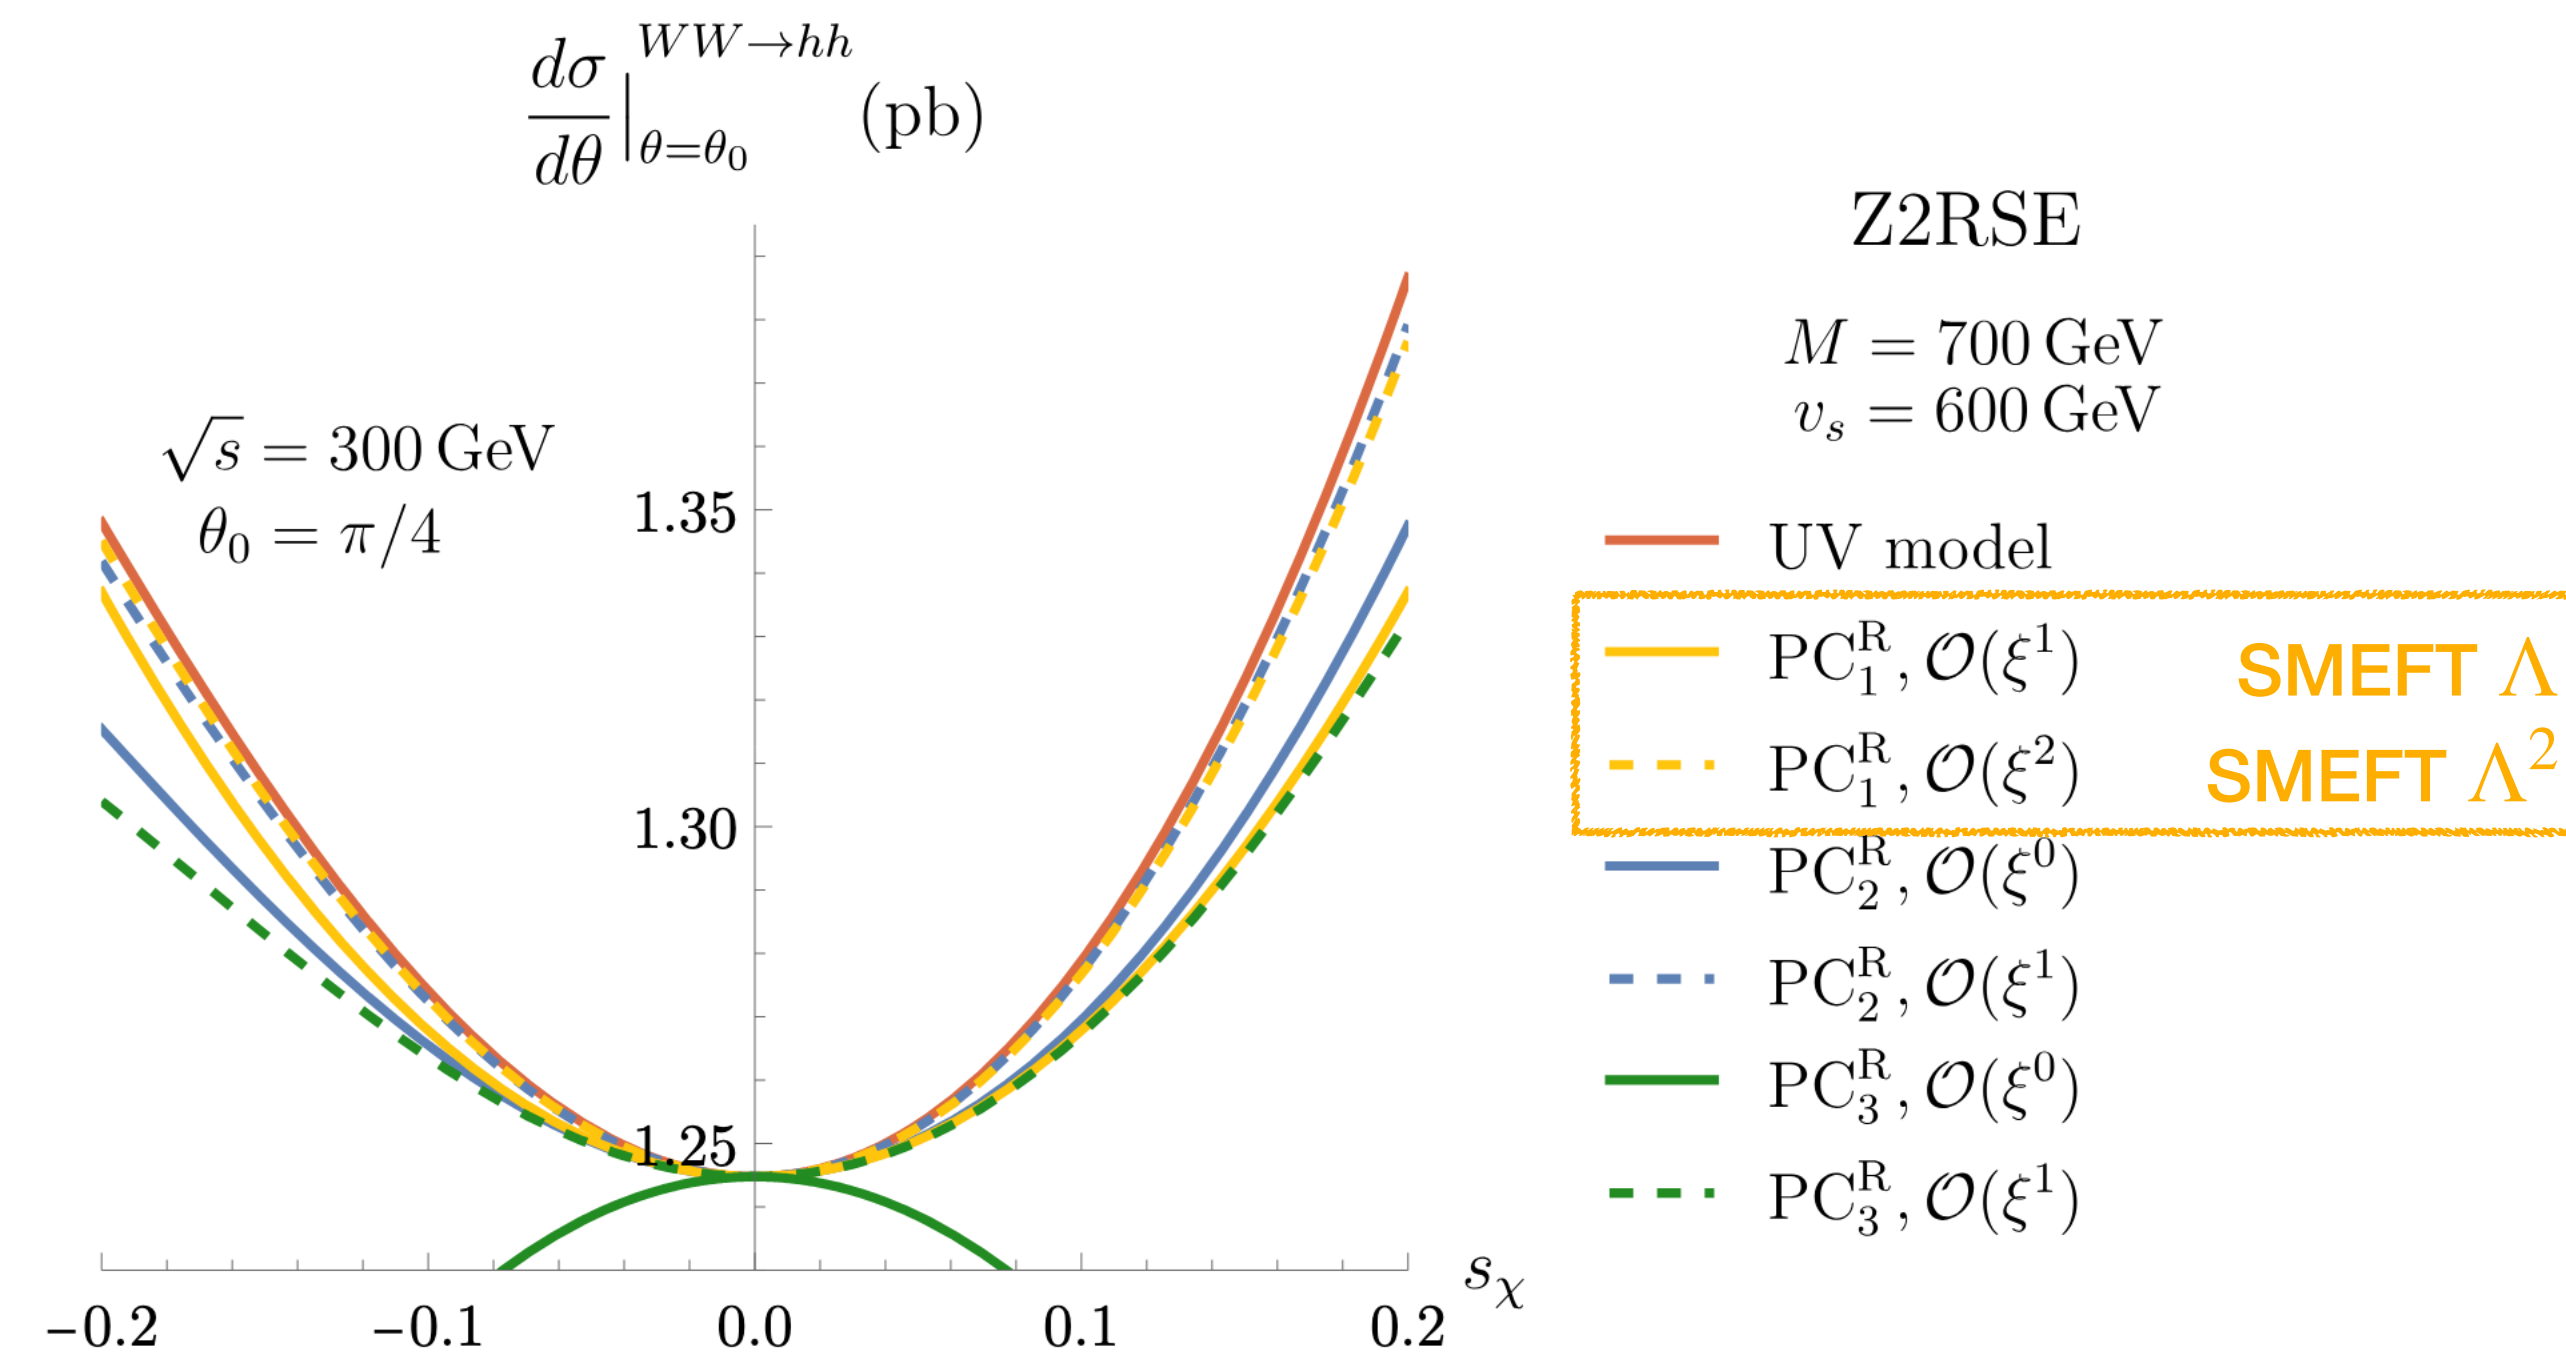 dσ/dθ|_{θ=θ₀}^{WW→hh} (pb)
Z2RSE
M = 700 GeV
v_s = 600 GeV
√s = 300 GeV
θ₀ = π/4
1.35
1.30
1.25
−0.2
−0.1
0.0
0.1
0.2
s_χ
UV model
PC₁ᴿ, 𝒪(ξ¹) SMEFT Λ
PC₁ᴿ, 𝒪(ξ²) SMEFT Λ²
PC₂ᴿ, 𝒪(ξ⁰)
PC₂ᴿ, 𝒪(ξ¹)
PC₃ᴿ, 𝒪(ξ⁰)
PC₃ᴿ, 𝒪(ξ¹)